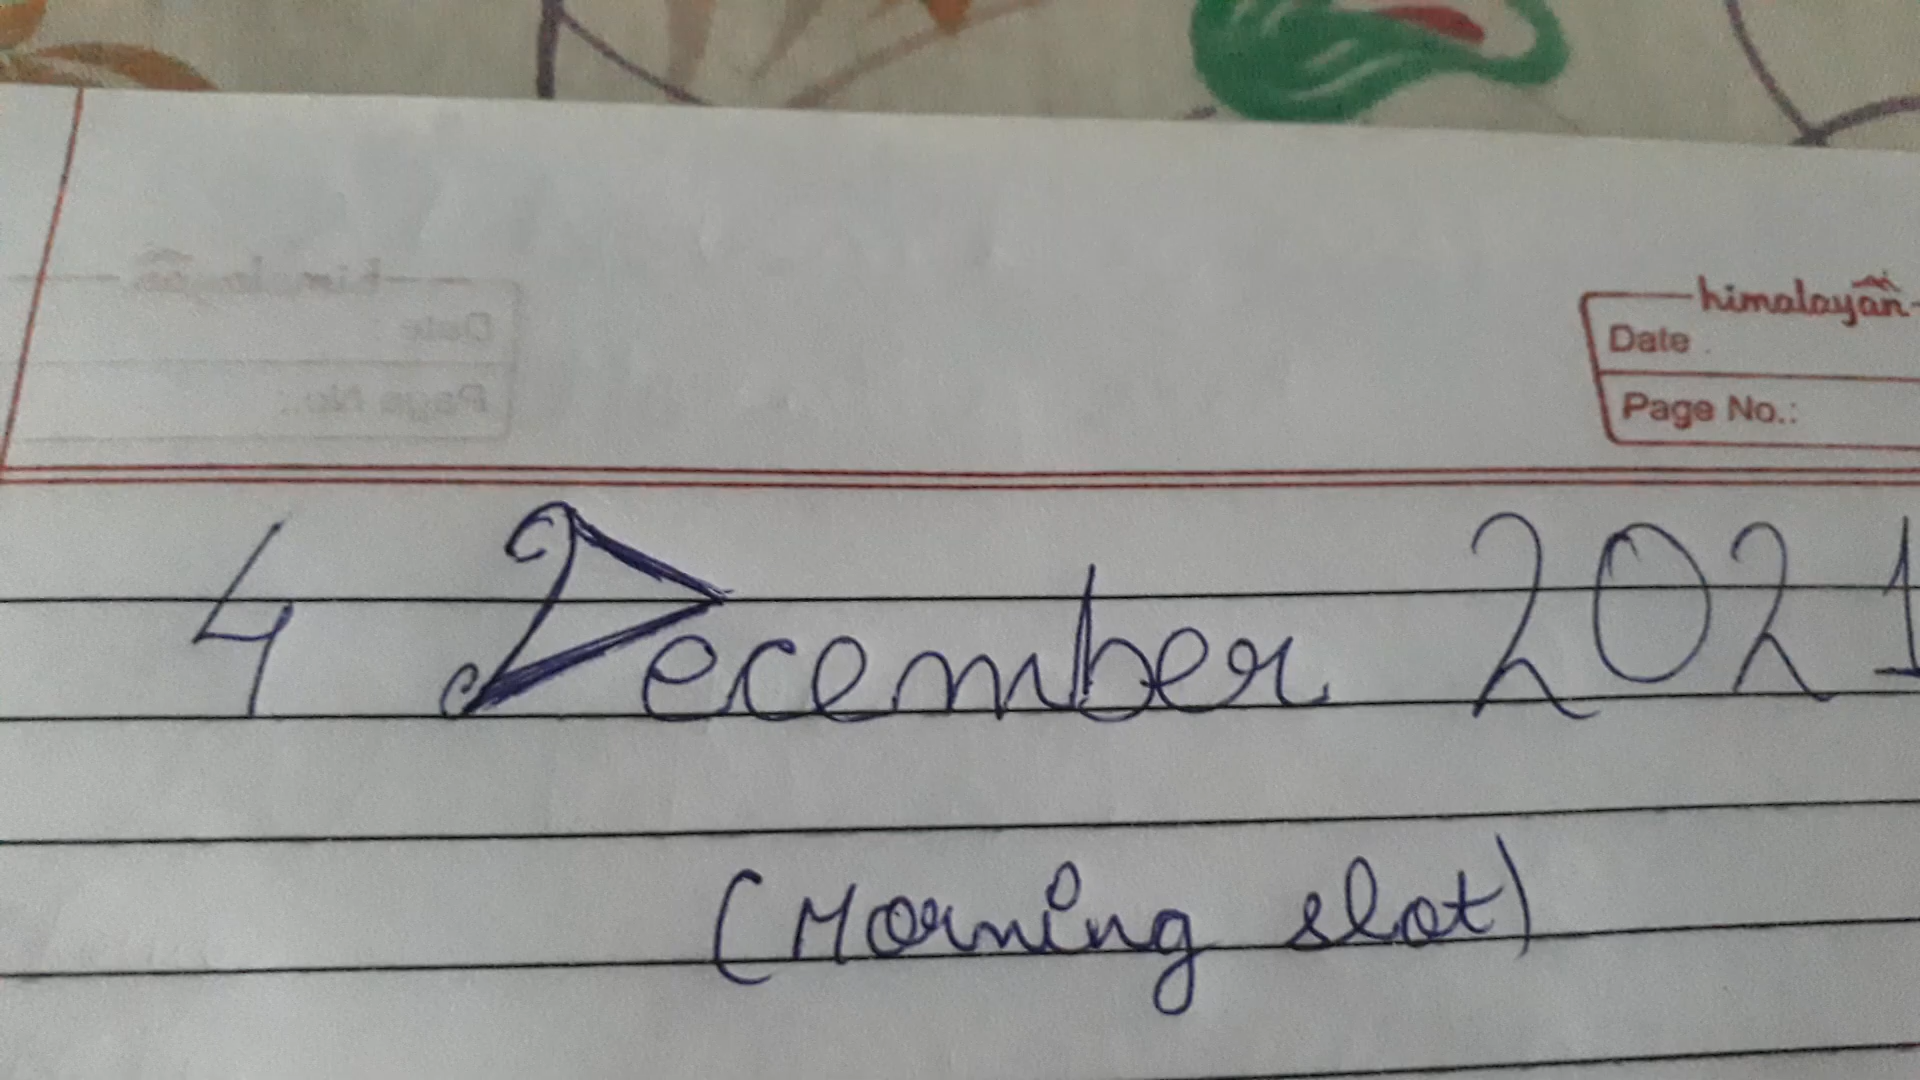 himalayan
Date
Page No.:
4 December 2021
(Morning slot)